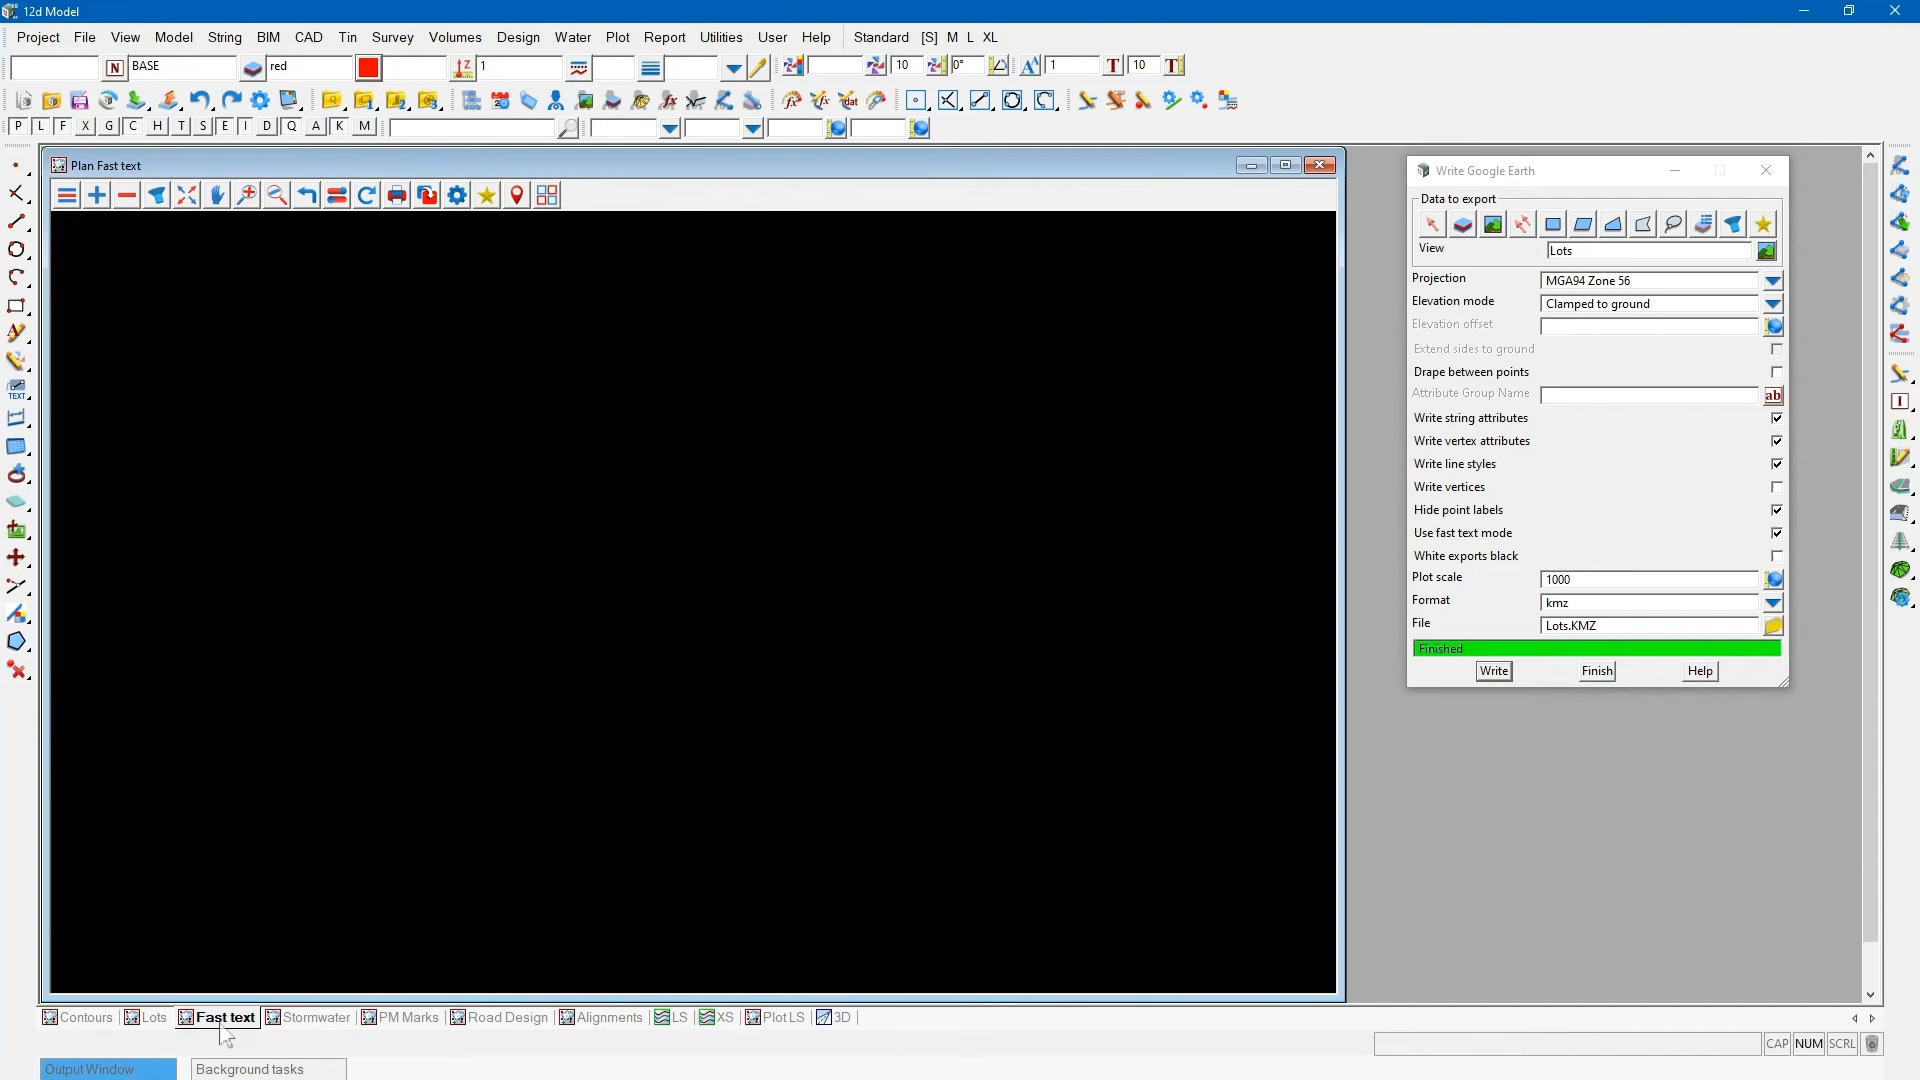 12d Model
Project File View Model String BIM CAD Tin Survey Volumes Design Water Plot Report Utilities User Help Standard [S] M L XL
N BASE red 1 10 0° 1 T 10 T
P L F X G C H T S E I D Q A K M
Plan Fast text
Write Google Earth
Data to export
View Lots
Projection MGA94 Zone 56
Elevation mode Clamped to ground
Elevation offset
Extend sides to ground
Drape between points
Attribute Group Name ab
Write string attributes
Write vertex attributes
Write line styles
Write vertices
Hide point labels
Use fast text mode
White exports black
Plot scale 1000
Format kmz
File Lots.KMZ
Finished
Write Finish Help
TEXT
Contours Lots Fast text Stormwater PM Marks Road Design Alignments LS XS Plot LS 3D
CAP NUM SCRL
Output Window Background tasks